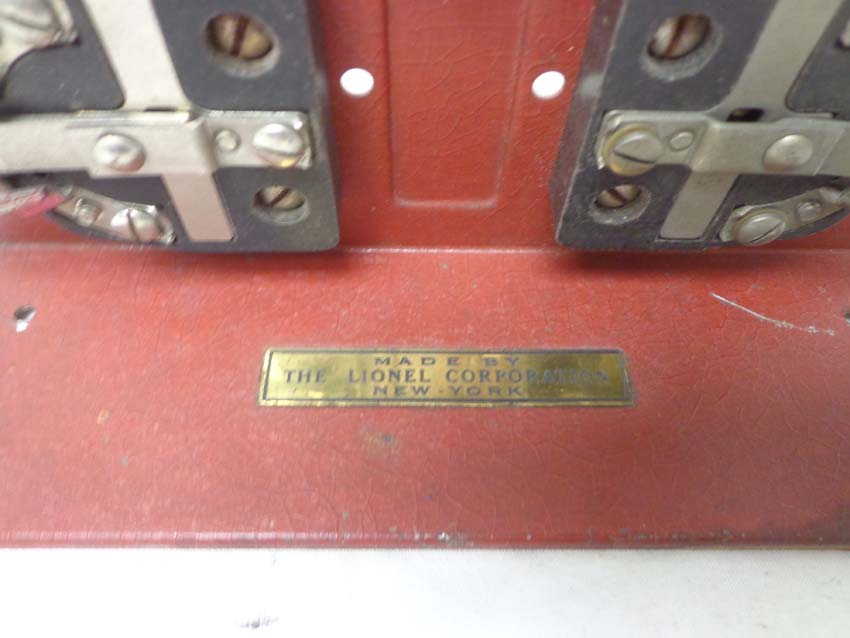 MADE BY
THE LIONEL CORPORATION
NEW YORK